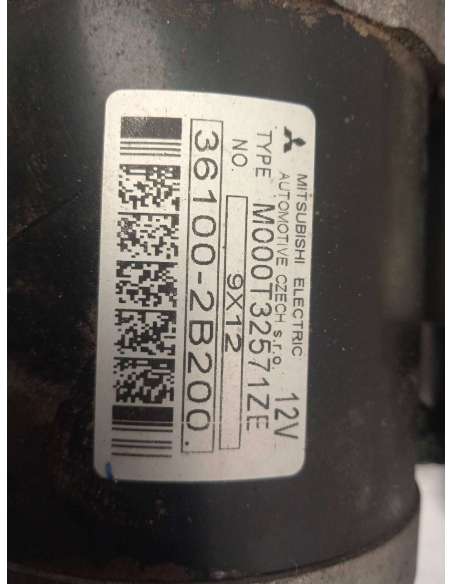 MITSUBISHI ELECTRIC
AUTOMOTIVE CZECH s.r.o. 12V
TYPE M000T32571ZE
NO. 9X12
36100-2B200